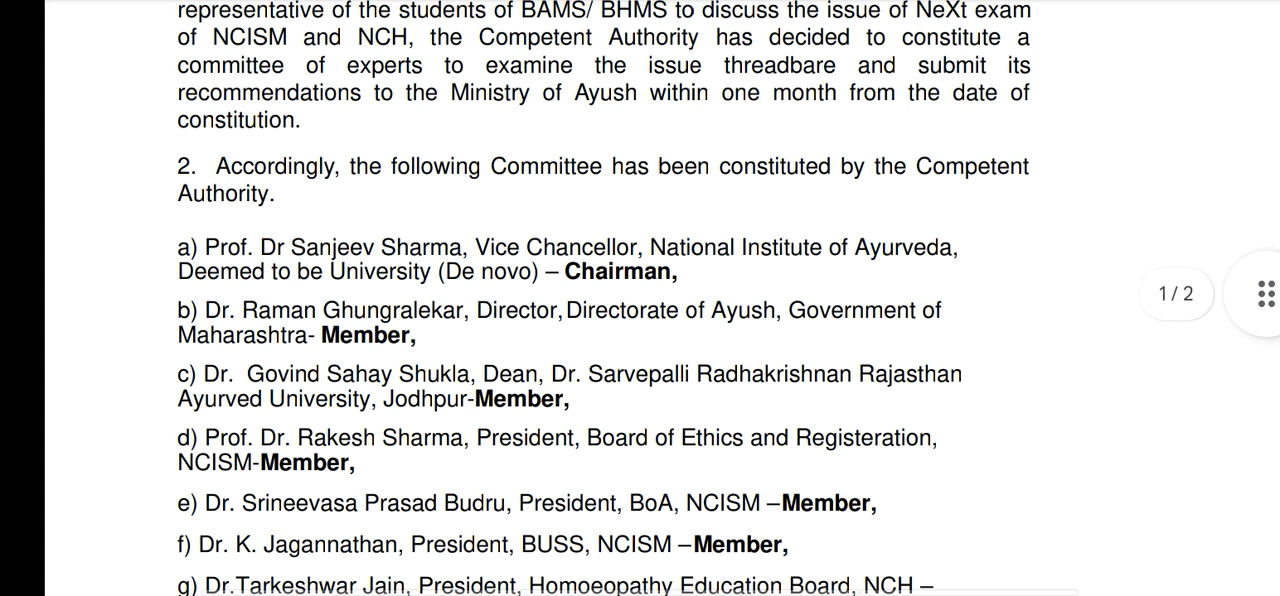 representative of the students of BAMS/ BHMS to discuss the issue of NeXt exam
of NCISM and NCH, the Competent Authority has decided to constitute a
committee of experts to examine the issue threadbare and submit its
recommendations to the Ministry of Ayush within one month from the date of
constitution.
2. Accordingly, the following Committee has been constituted by the Competent
Authority.
a) Prof. Dr Sanjeev Sharma, Vice Chancellor, National Institute of Ayurveda,
Deemed to be University (De novo) – Chairman,
b) Dr. Raman Ghungralekar, Director, Directorate of Ayush, Government of
Maharashtra- Member,
c) Dr. Govind Sahay Shukla, Dean, Dr. Sarvepalli Radhakrishnan Rajasthan
Ayurved University, Jodhpur-Member,
d) Prof. Dr. Rakesh Sharma, President, Board of Ethics and Registeration,
NCISM-Member,
e) Dr. Srineevasa Prasad Budru, President, BoA, NCISM –Member,
f) Dr. K. Jagannathan, President, BUSS, NCISM –Member,
g) Dr.Tarkeshwar Jain, President, Homoeopathy Education Board, NCH –
1 / 2